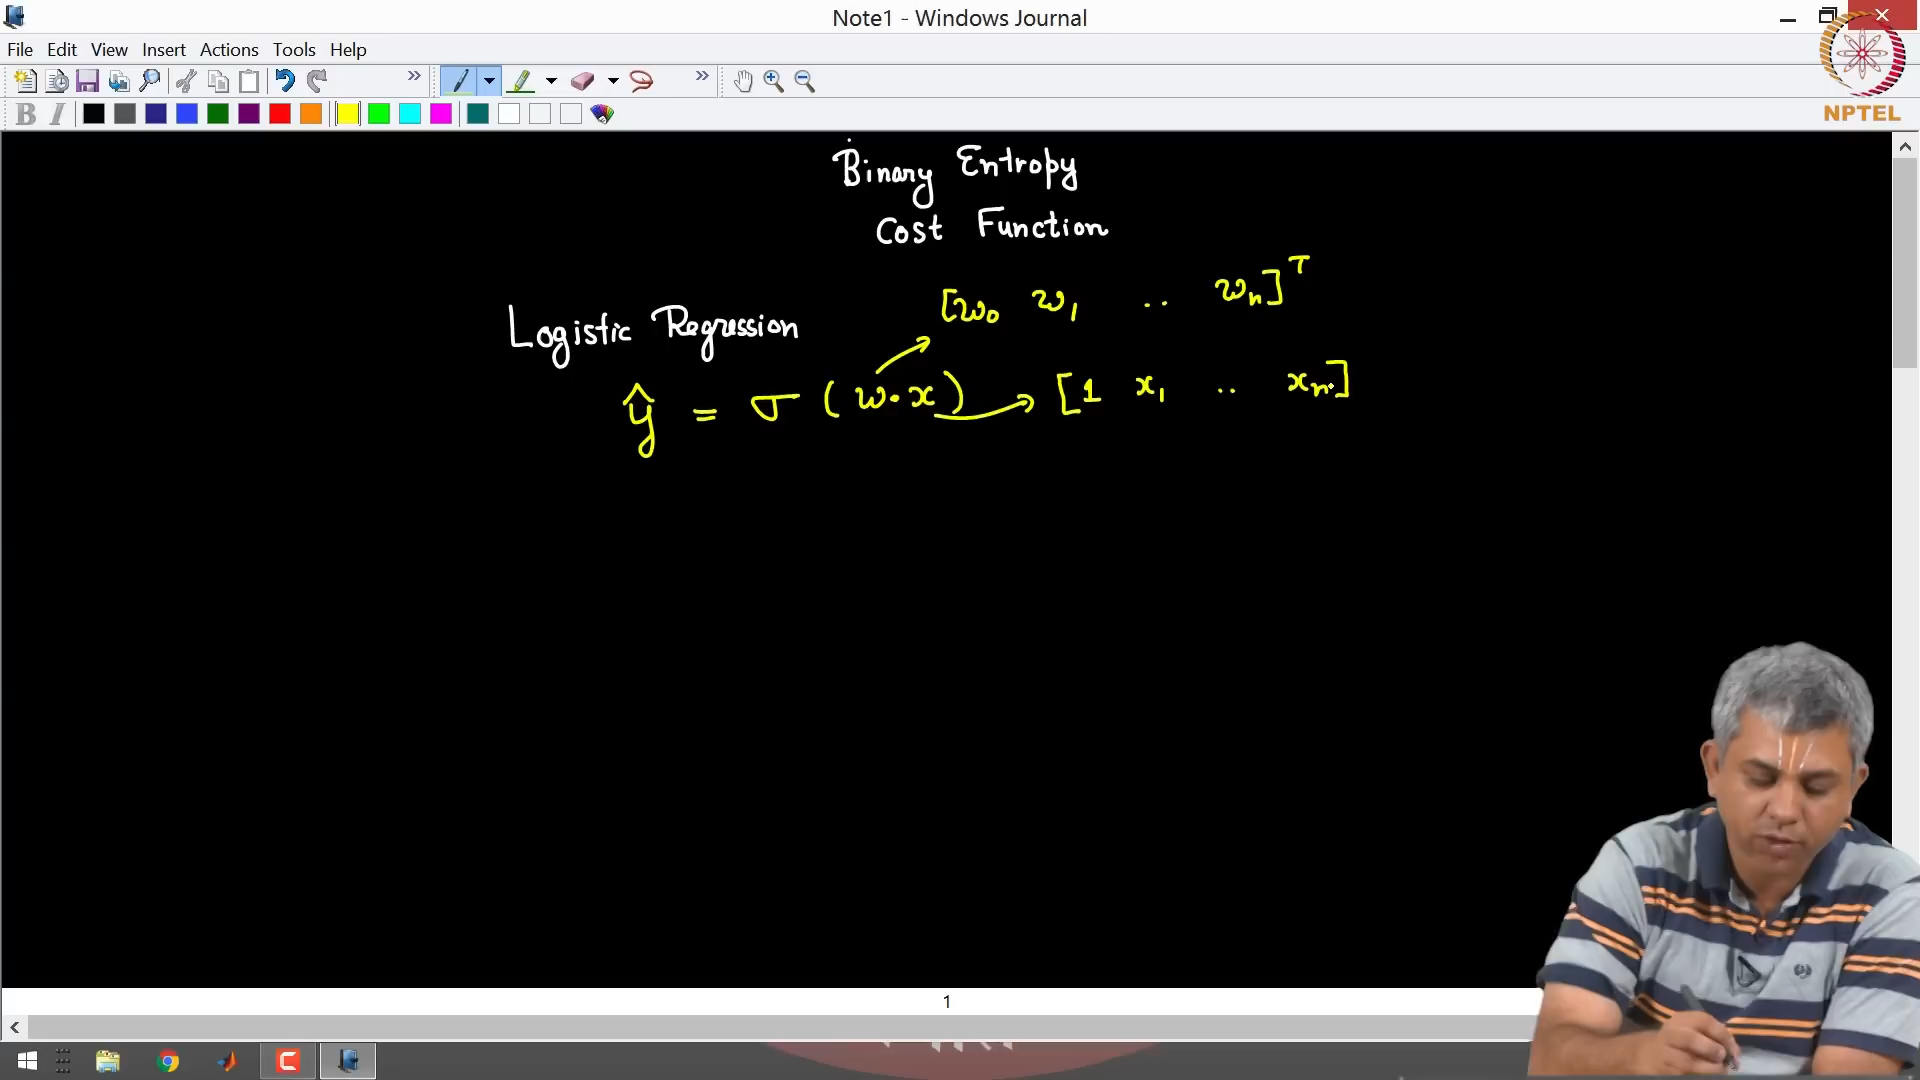 Note1 - Windows Journal
File Edit View Insert Actions Tools Help
B I
NPTEL
Binary Entropy
Cost Function
[w₀ w₁ .. wₙ]ᵀ
Logistic Regression
ŷ = σ (w·x) [1 x₁ .. xₙ]
1